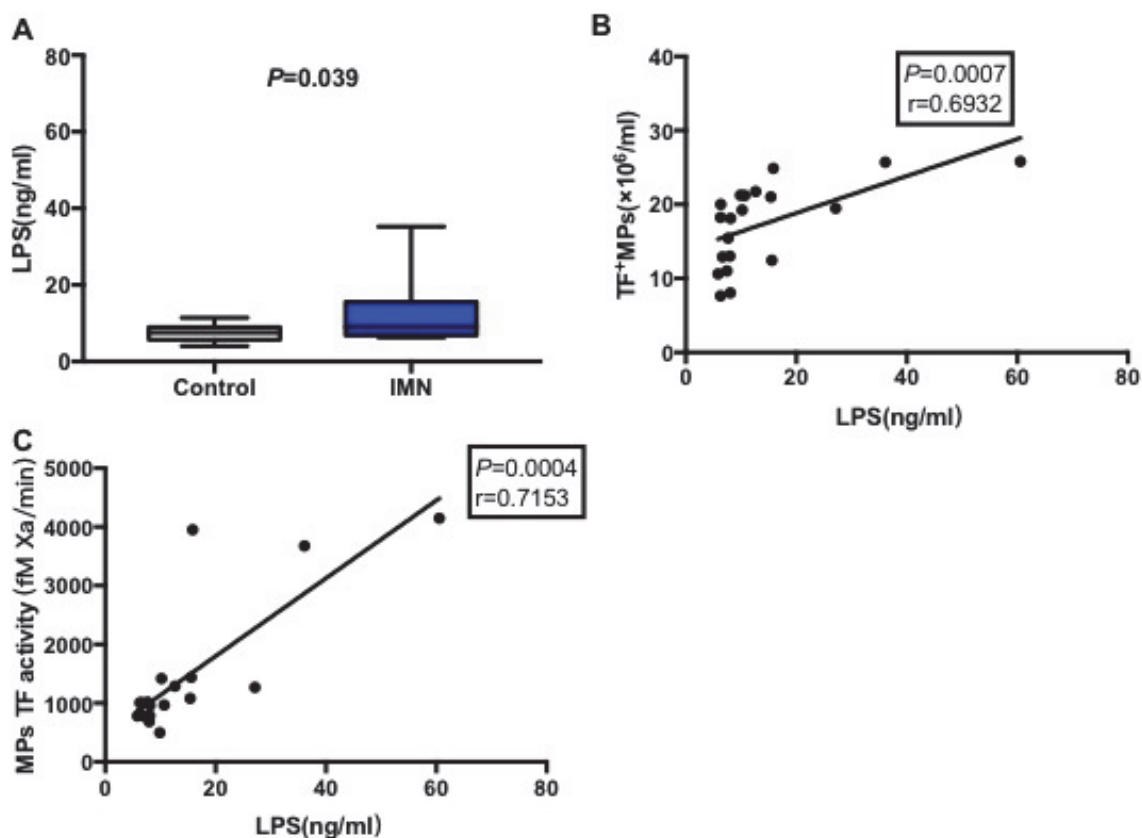 A
80
60
40
20
0
LPS(ng/ml)
P=0.039
Control
IMN
B
40
30
20
10
0
TF+MPs(×10⁶/ml)
P=0.0007
r=0.6932
0
20
40
60
80
LPS(ng/ml)
C
5000
4000
3000
2000
1000
0
MPs TF activity (fM Xa/min)
P=0.0004
r=0.7153
0
20
40
60
80
LPS(ng/ml)